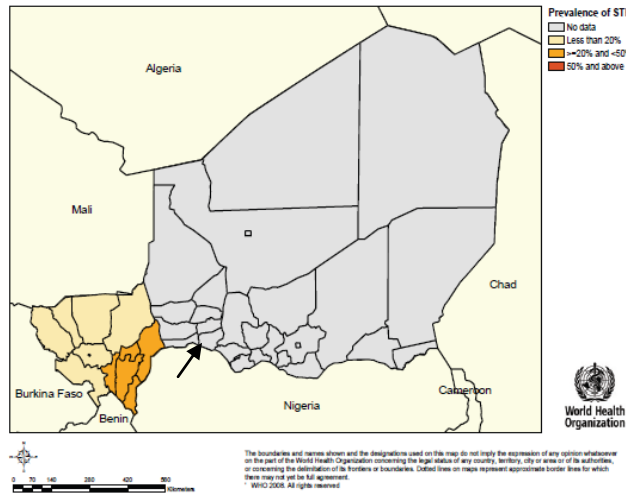 Prevalence of ST
No data
Less than 20%
>=20% and <50%
50% and above
Algeria
Mali
Chad
Burkina Faso
Benin
Nigeria
Cameroon
World Health
Organization
0 70 140 280 420 560
Kilometers
The boundaries and names shown and the designations used on this map do not imply the expression of any opinion whatsoever
on the part of the World Health Organization concerning the legal status of any country, territory, city or area or of its authorities,
or concerning the delimitation of its frontiers or boundaries. Dotted lines on maps represent approximate border lines for which
there may not yet be full agreement.
WHO 2008. All rights reserved